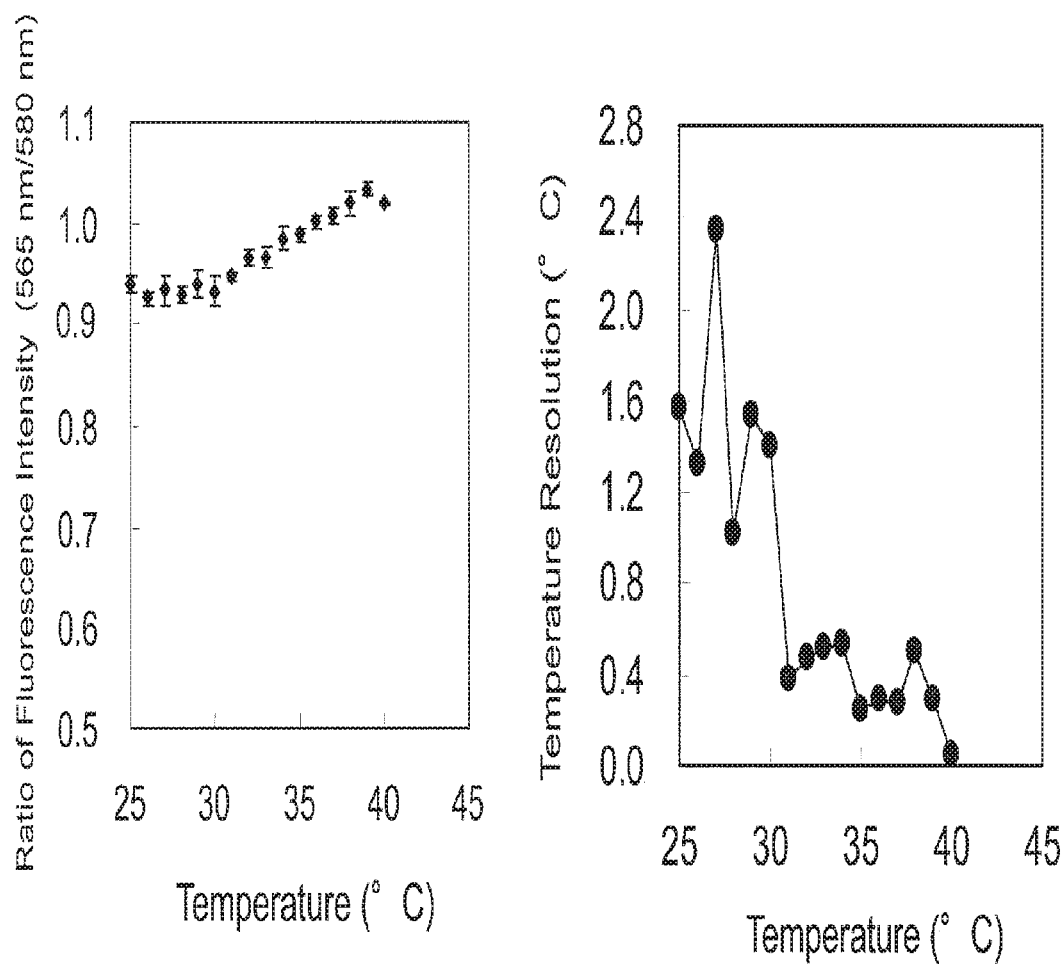 Ratio of Fluorescence Intensity (565 nm/580 nm)
1.1
1.0
0.9
0.8
0.7
0.6
0.5
25 30 35 40 45
Temperature (° C)
Temperature Resolution (° C)
2.8
2.4
2.0
1.6
1.2
0.8
0.4
0.0
25 30 35 40 45
Temperature (° C)